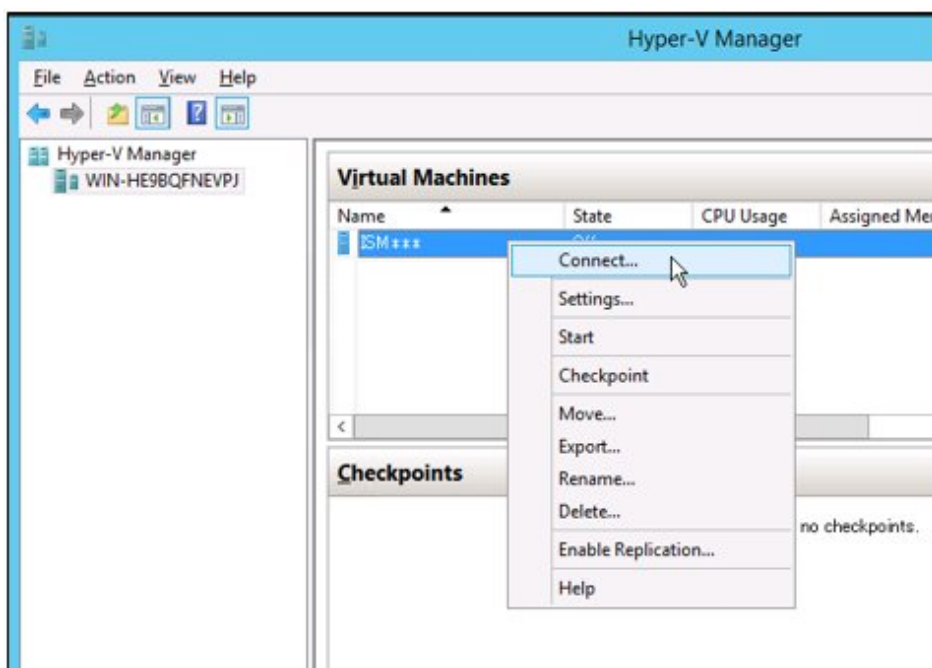 Hyper-V Manager
File Action View Help
Hyper-V Manager
WIN-HE9BQFNEVPJ
Virtual Machines
Name State CPU Usage Assigned
ISM***
Connect...
Settings...
Start
Checkpoint
Move...
Export...
Rename...
Delete...
Enable Replication...
Help
Checkpoints
no checkpoints.